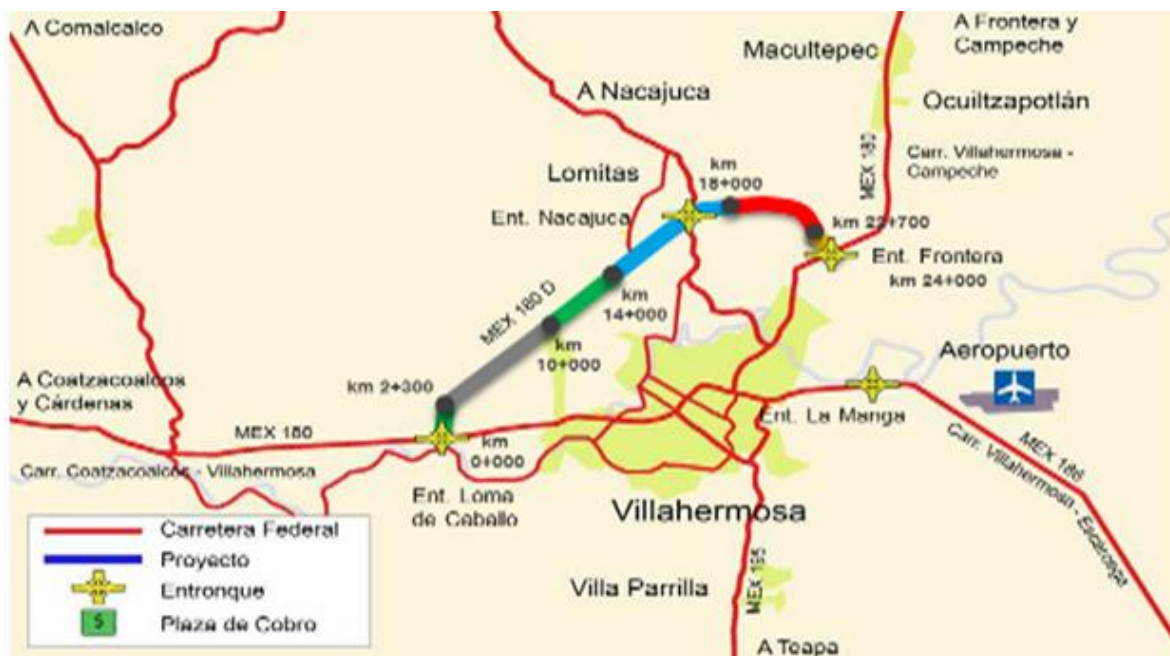 A Comalcalco
A Frontera y
Campeche
Macultepec
A Nacajuca
Ocuiltzapotlán
MEX 180
Carr. Villahermosa -
Campeche
Lomitas
km
18+000
Ent. Nacajuca
km 22+700
Ent. Frontera
km 24+000
MEX 180 D
km
14+000
km
10+000
Aeropuerto
A Coatzacoalcos
y Cárdenas
km 2+300
MEX 180
Ent. La Manga
km
0+000
Carr. Coatzacoalcos - Villahermosa
MEX 186
Carr. Villahermosa - Escárcega
Ent. Loma
de Caballo
Villahermosa
Carretera Federal
Proyecto
Entronque
$ Plaza de Cobro
Villa Parrilla
MEX 195
A Teapa